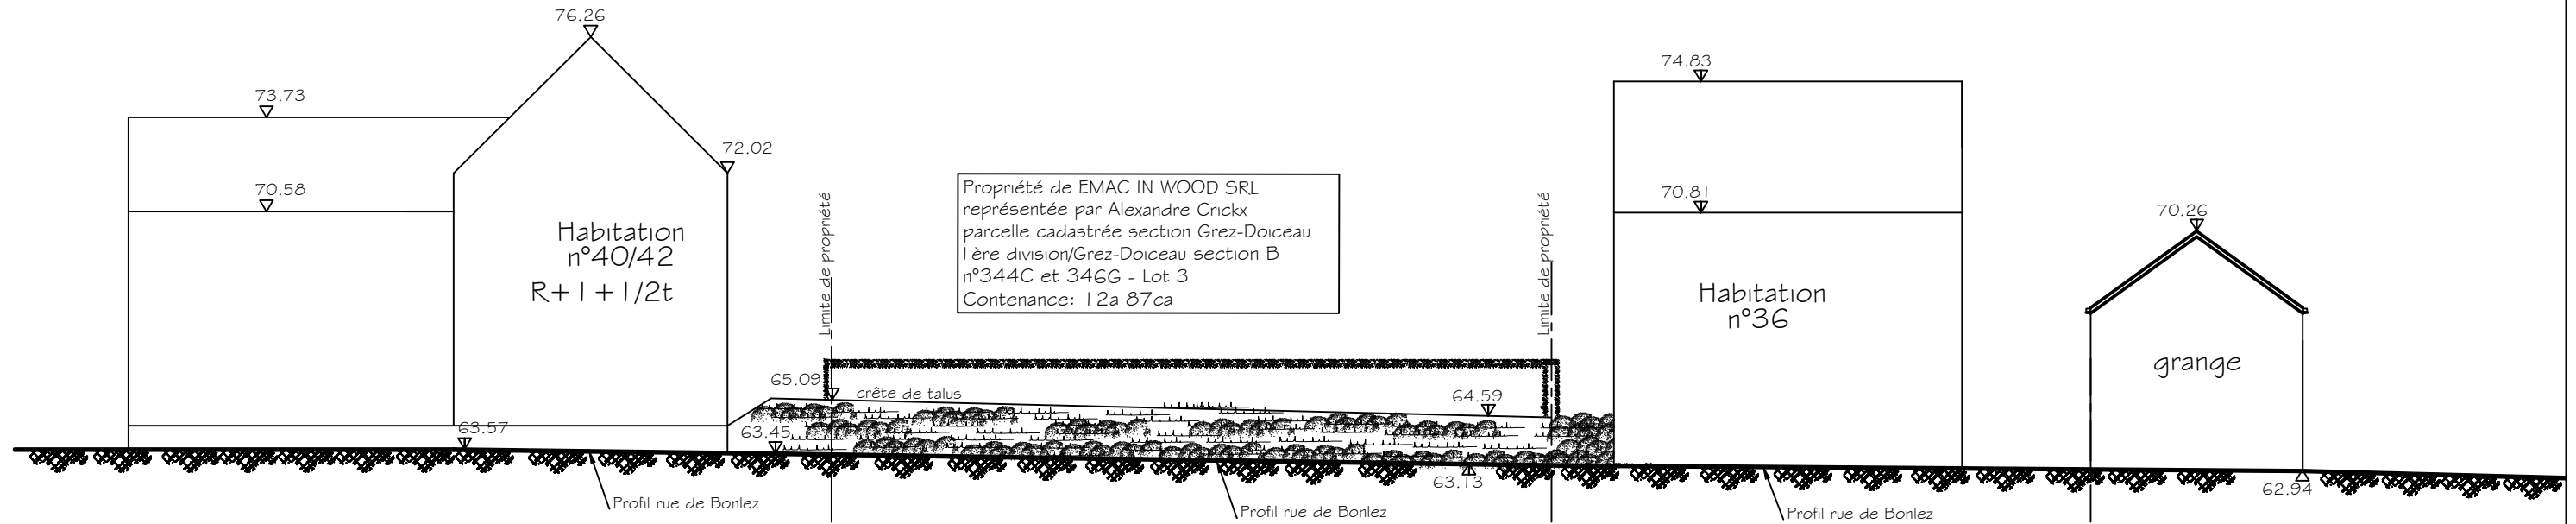 76.26
73.73
70.58
72.02
Habitation
n°40/42
R+1+1/2t
63.57
63.45
65.09
crête de talus
Limite de propriété
Propriété de EMAC IN WOOD SRL
représentée par Alexandre Crickx
parcelle cadastrée section Grez-Doiceau
1ère division/Grez-Doiceau section B
n°344C et 346G - Lot 3
Contenance: 12a 87ca
Limite de propriété
64.59
63.13
74.83
70.81
Habitation
n°36
70.26
grange
62.94
Profil rue de Bonlez
Profil rue de Bonlez
Profil rue de Bonlez